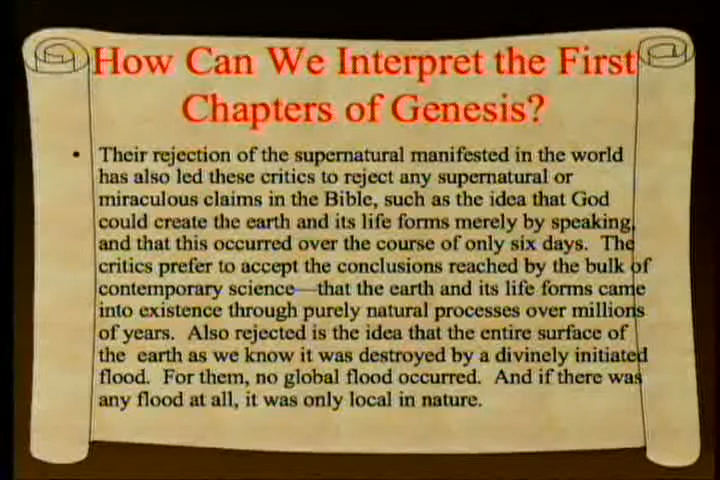 How Can We Interpret the First
Chapters of Genesis?
• Their rejection of the supernatural manifested in the world
has also led these critics to reject any supernatural or
miraculous claims in the Bible, such as the idea that God
could create the earth and its life forms merely by speaking,
and that this occurred over the course of only six days.  The
critics prefer to accept the conclusions reached by the bulk of
contemporary science—that the earth and its life forms came
into existence through purely natural processes over millions
of years.  Also rejected is the idea that the entire surface of
the  earth as we know it was destroyed by a divinely initiated
flood.  For them, no global flood occurred.  And if there was
any flood at all, it was only local in nature.